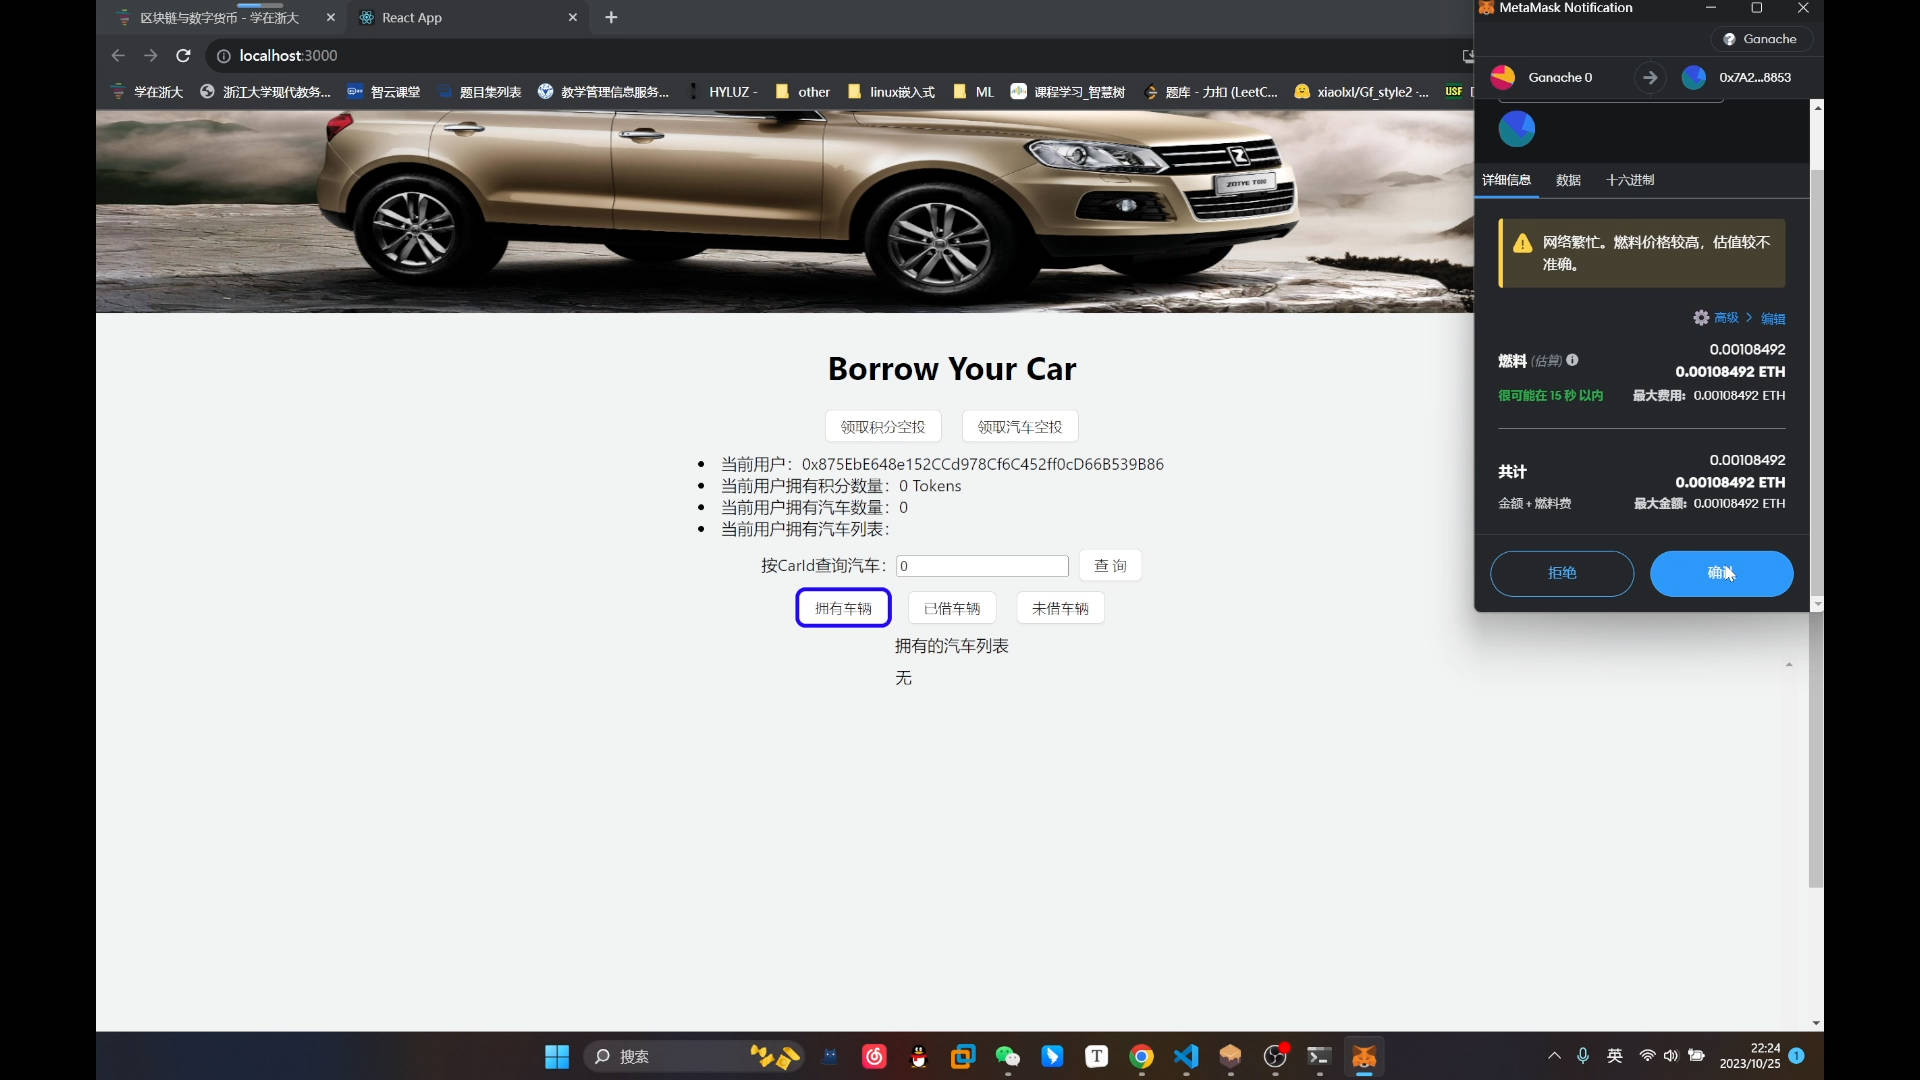 区块链与数字货币 - 学在浙大
React App
MetaMask Notification
localhost:3000
Ganache
Ganache 0
0x7A2...8853
学在浙大
浙江大学现代教务...
智云课堂
题目集列表
教学管理信息服务...
HYLUZ -
other
linux嵌入式
ML
课程学习_智慧树
题库 - 力扣 (LeetC...
xiaolxl/Gf_style2 -...
USF
ZOTYE T600
详细信息
数据
十六进制
网络繁忙。燃料价格较高，估值较不
准确。
高级 >
编辑
0.00108492
燃料 (估算)
0.00108492 ETH
很可能在 15 秒 以内
最大费用: 0.00108492 ETH
0.00108492
共计
0.00108492 ETH
金额 + 燃料费
最大金额: 0.00108492 ETH
拒绝
Borrow Your Car
领取积分空投
领取汽车空投
当前用户：0x875EbE648e152CCd978Cf6C452ff0cD66B539B86
当前用户拥有积分数量：0 Tokens
当前用户拥有汽车数量：0
当前用户拥有汽车列表：
按CarId查询汽车：
0
查 询
拥有车辆
已借车辆
未借车辆
拥有的汽车列表
无
搜索
英
22:24
2023/10/25
1